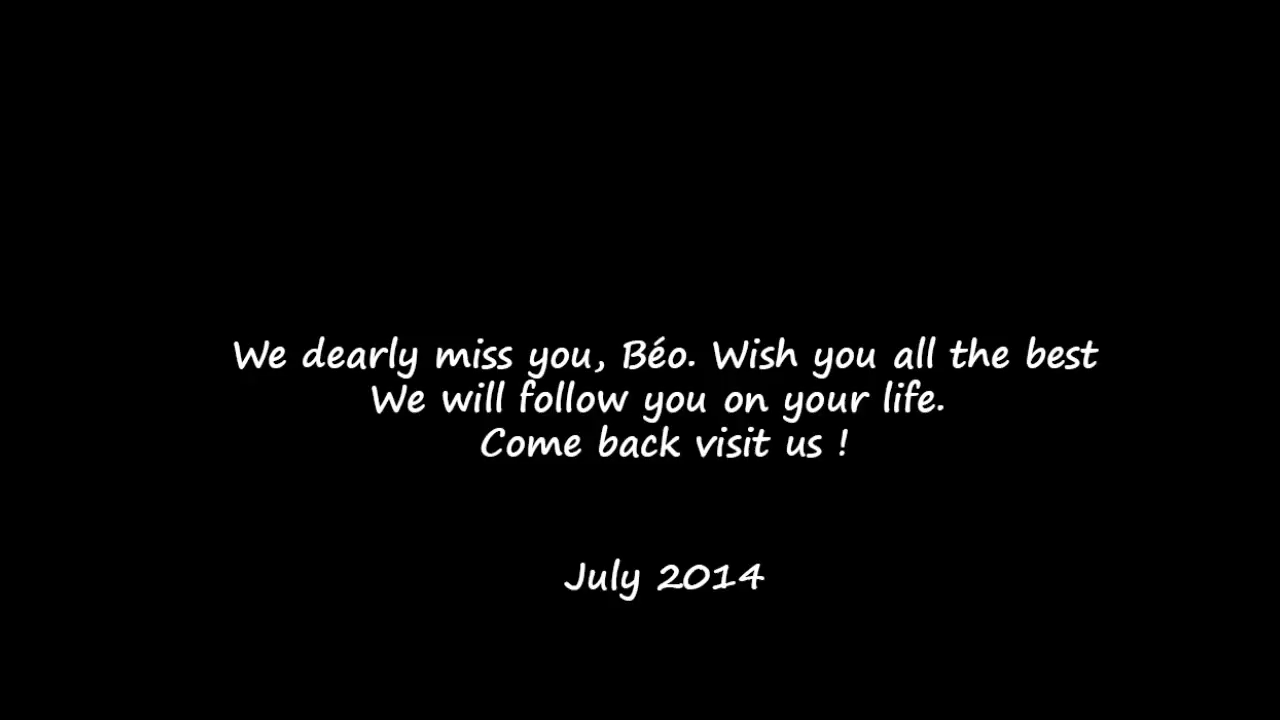 We dearly miss you, Béo. Wish you all the best
We will follow you on your life.
Come back visit us !
July 2014